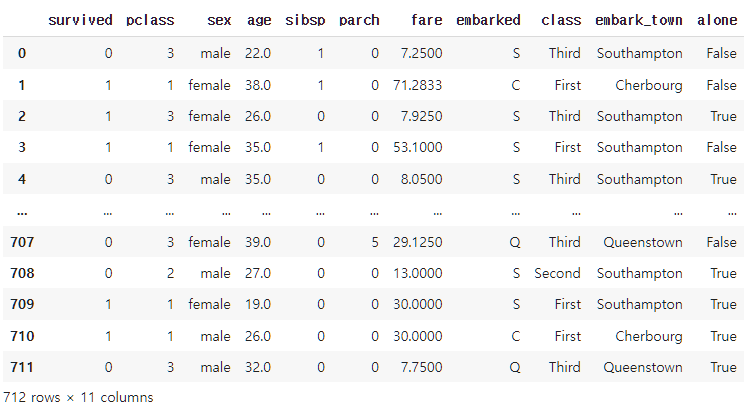 survived pclass sex age sibsp parch fare embarked class embark_town alone
0 0 3 male 22.0 1 0 7.2500 S Third Southampton False
1 1 1 female 38.0 1 0 71.2833 C First Cherbourg False
2 1 3 female 26.0 0 0 7.9250 S Third Southampton True
3 1 1 female 35.0 1 0 53.1000 S First Southampton False
4 0 3 male 35.0 0 0 8.0500 S Third Southampton True
... ... ... ... ... ... ... ... ... ... ... ...
707 0 3 female 39.0 0 5 29.1250 Q Third Queenstown False
708 0 2 male 27.0 0 0 13.0000 S Second Southampton True
709 1 1 female 19.0 0 0 30.0000 S First Southampton True
710 1 1 male 26.0 0 0 30.0000 C First Cherbourg True
711 0 3 male 32.0 0 0 7.7500 Q Third Queenstown True
712 rows × 11 columns